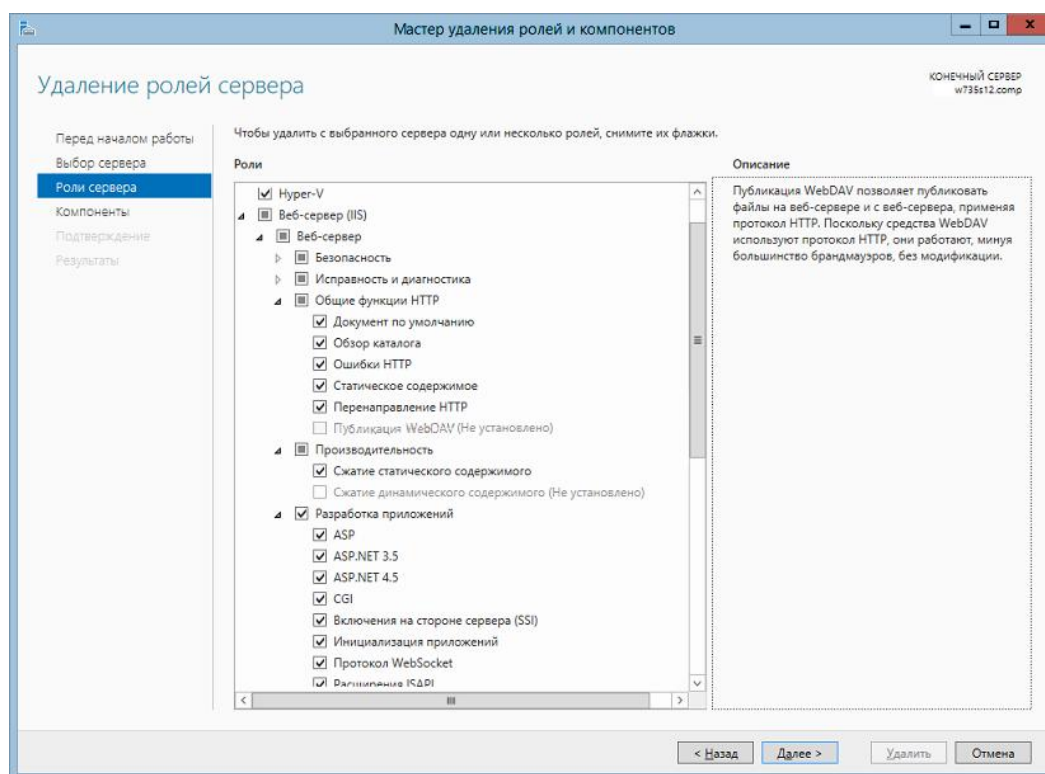 Мастер удаления ролей и компонентов
Удаление ролей сервера
КОНЕЧНЫЙ СЕРВЕР
w735s12.comp
Перед началом работы
Выбор сервера
Роли сервера
Компоненты
Подтверждение
Результаты
Чтобы удалить с выбранного сервера одну или несколько ролей, снимите их флажки.
Роли
Hyper-V
Веб-сервер (IIS)
Веб-сервер
Безопасность
Исправность и диагностика
Общие функции HTTP
Документ по умолчанию
Обзор каталога
Ошибки HTTP
Статическое содержимое
Перенаправление HTTP
Публикация WebDAV (Не установлено)
Производительность
Сжатие статического содержимого
Сжатие динамического содержимого (Не установлено)
Разработка приложений
ASP
ASP.NET 3.5
ASP.NET 4.5
CGI
Включения на стороне сервера (SSI)
Инициализация приложений
Протокол WebSocket
Расширения ISAPI
Описание
Публикация WebDAV позволяет публиковать
файлы на веб-сервере и с веб-сервера, применяя
протокол HTTP. Поскольку средства WebDAV
используют протокол HTTP, они работают, минуя
большинство брандмауэров, без модификации.
< Назад
Далее >
Удалить
Отмена